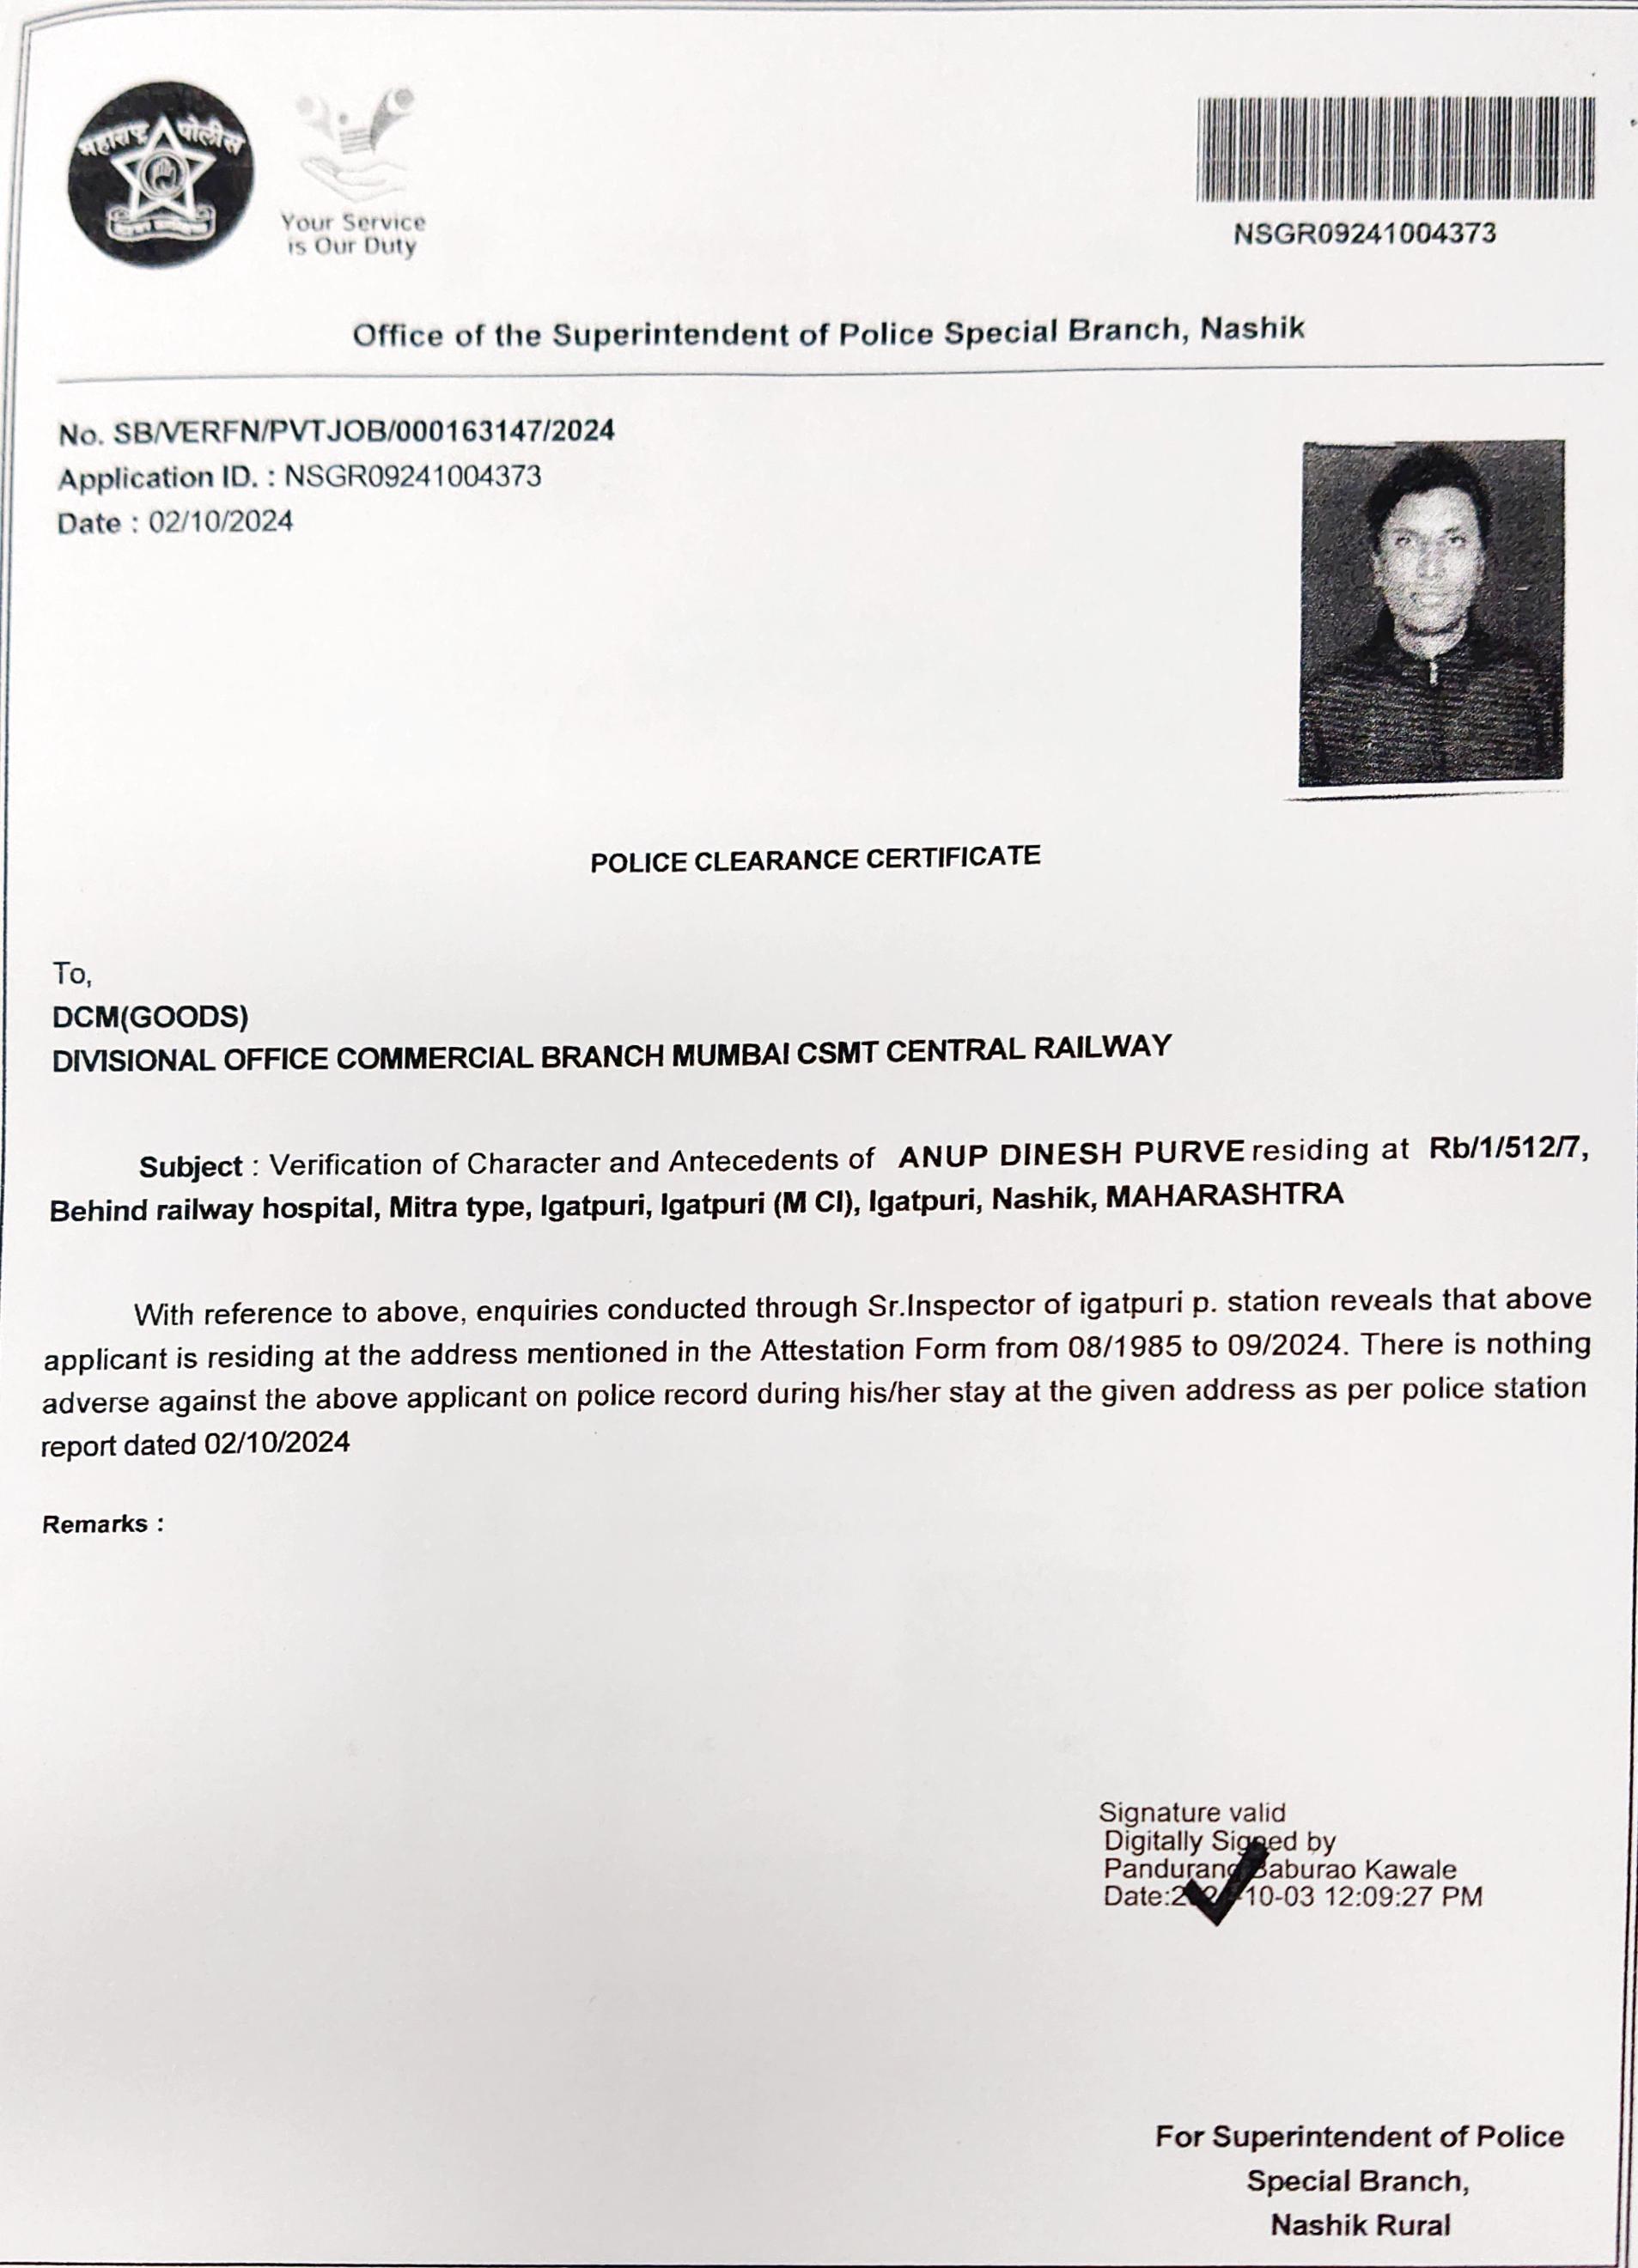 महाराष्ट्र पोलीस
Your Service
is Our Duty
NSGR09241004373
Office of the Superintendent of Police Special Branch, Nashik
No. SB/VERFN/PVTJOB/000163147/2024
Application ID. : NSGR09241004373
Date : 02/10/2024
POLICE CLEARANCE CERTIFICATE
To,
DCM(GOODS)
DIVISIONAL OFFICE COMMERCIAL BRANCH MUMBAI CSMT CENTRAL RAILWAY
Subject : Verification of Character and Antecedents of ANUP DINESH PURVE residing at Rb/1/512/7,
Behind railway hospital, Mitra type, Igatpuri, Igatpuri (M Cl), Igatpuri, Nashik, MAHARASHTRA
With reference to above, enquiries conducted through Sr.Inspector of igatpuri p. station reveals that above
applicant is residing at the address mentioned in the Attestation Form from 08/1985 to 09/2024. There is nothing
adverse against the above applicant on police record during his/her stay at the given address as per police station
report dated 02/10/2024
Remarks :
Signature valid
Digitally Signed by
Pandurang Baburao Kawale
Date:2024-10-03 12:09:27 PM
For Superintendent of Police
Special Branch,
Nashik Rural